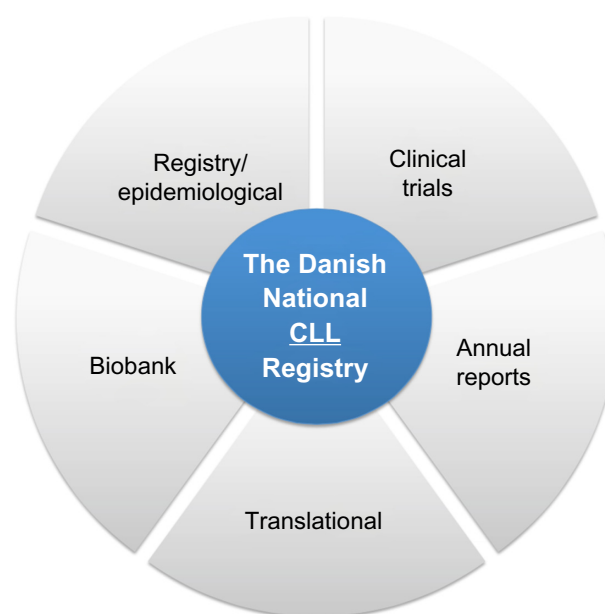 Registry/
epidemiological
Clinical
trials
The Danish
National
CLL
Registry
Biobank
Annual
reports
Translational